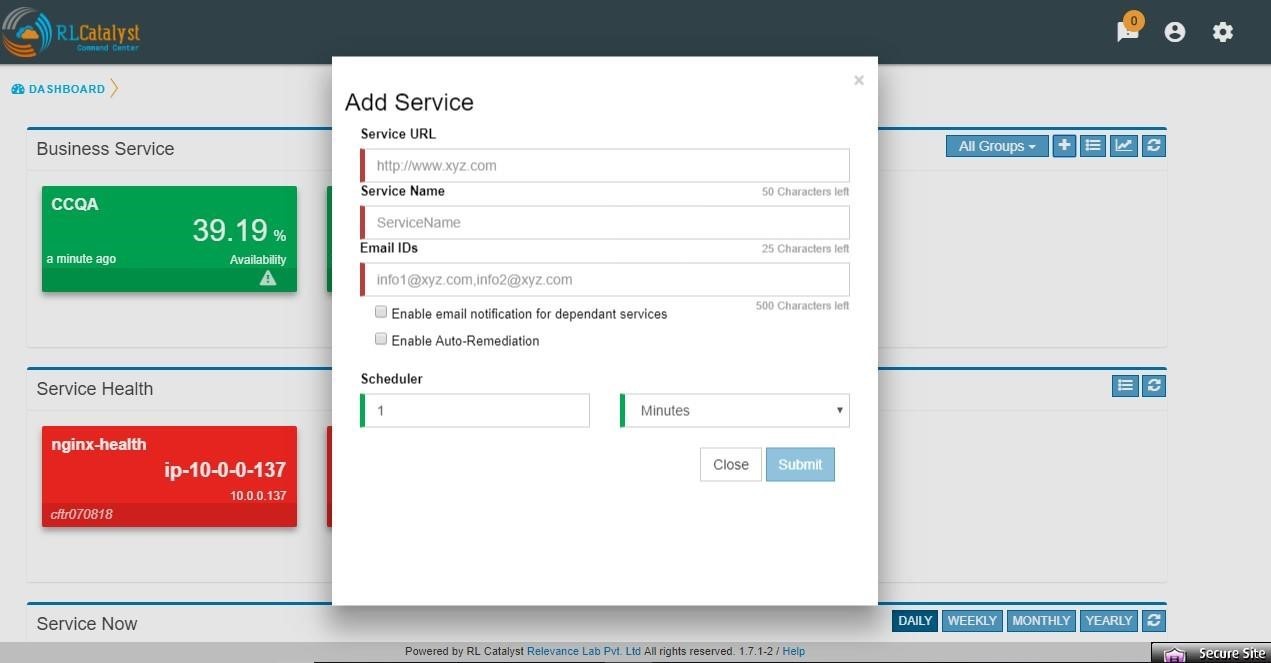 RLCatalyst
Command Center
0
DASHBOARD
Business Service
All Groups
CCQA
39.19 %
a minute ago
Availability
Add Service
×
Service URL
http://www.xyz.com
Service Name
50 Characters left
ServiceName
Email IDs
25 Characters left
info1@xyz.com,info2@xyz.com
500 Characters left
Enable email notification for dependant services
Enable Auto-Remediation
Scheduler
1
Minutes
Close
Submit
Service Health
nginx-health
ip-10-0-0-137
10.0.0.137
cftr070818
Service Now
DAILY
WEEKLY
MONTHLY
YEARLY
Powered by RL Catalyst Relevance Lab Pvt. Ltd All rights reserved. 1.7.1-2 / Help
Secure Site